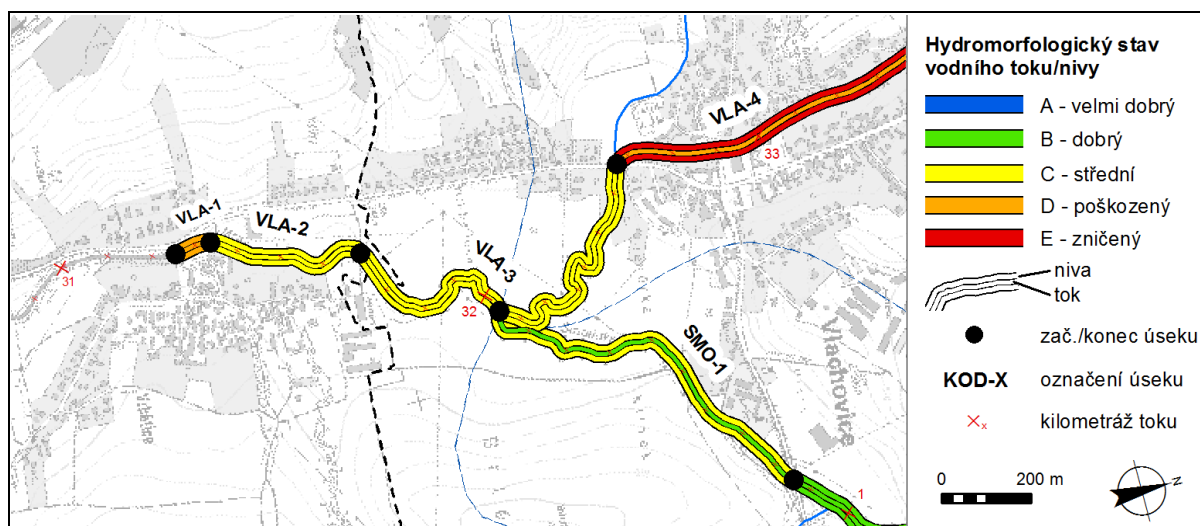 VLA-1
VLA-2
VLA-3
VLA-4
SMO-1
31
32
33
1
Vlachovice
Hydromorfologický stav
vodního toku/nivy
A - velmi dobrý
B - dobrý
C - střední
D - poškozený
E - zničený
niva
tok
zač./konec úseku
KOD-X označení úseku
x kilometráž toku
0 200 m
Z